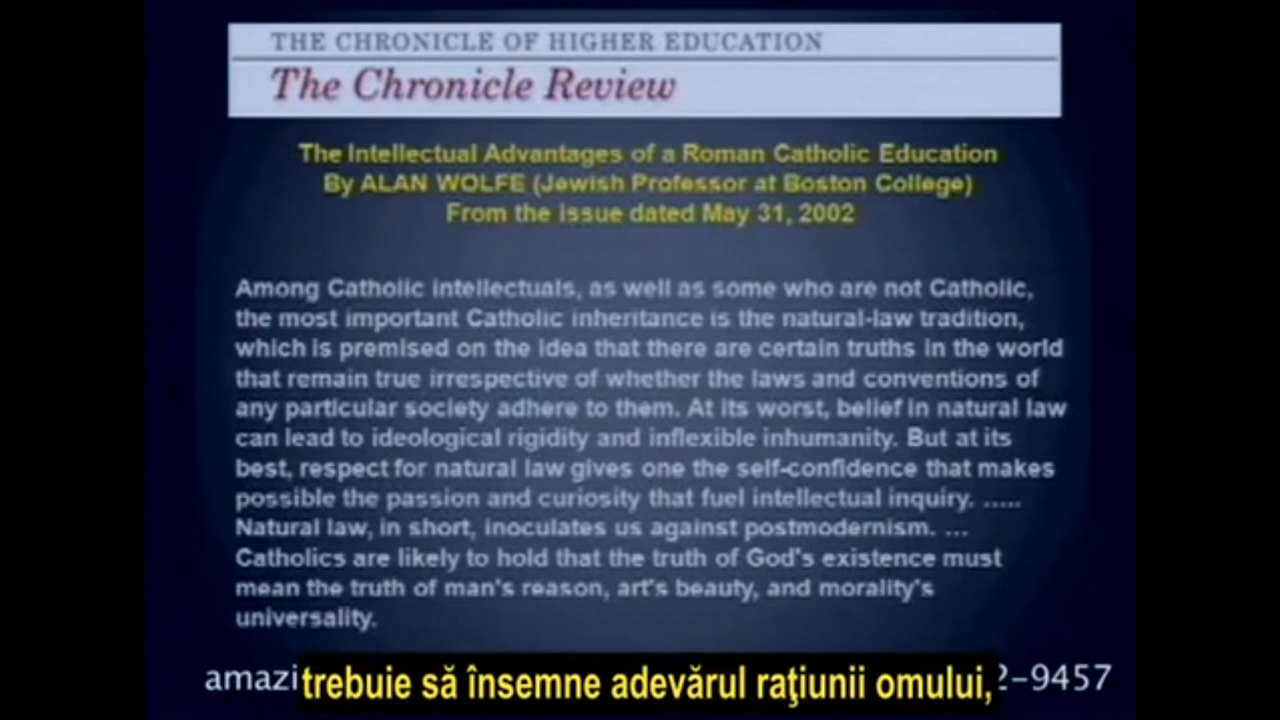 THE CHRONICLE OF HIGHER EDUCATION
The Chronicle Review
The Intellectual Advantages of a Roman Catholic Education
By ALAN WOLFE (Jewish Professor at Boston College)
From the issue dated May 31, 2002
Among Catholic intellectuals, as well as some who are not Catholic,
the most important Catholic inheritance is the natural-law tradition,
which is premised on the idea that there are certain truths in the world
that remain true irrespective of whether the laws and conventions of
any particular society adhere to them. At its worst, belief in natural law
can lead to ideological rigidity and inflexible inhumanity. But at its
best, respect for natural law gives one the self-confidence that makes
possible the passion and curiosity that fuel intellectual inquiry. .....
Natural law, in short, inoculates us against postmodernism. ...
Catholics are likely to hold that the truth of God's existence must
mean the truth of man's reason, art's beauty, and morality's
universality.
amazi 2-9457
trebuie să însemne adevărul raţiunii omului,